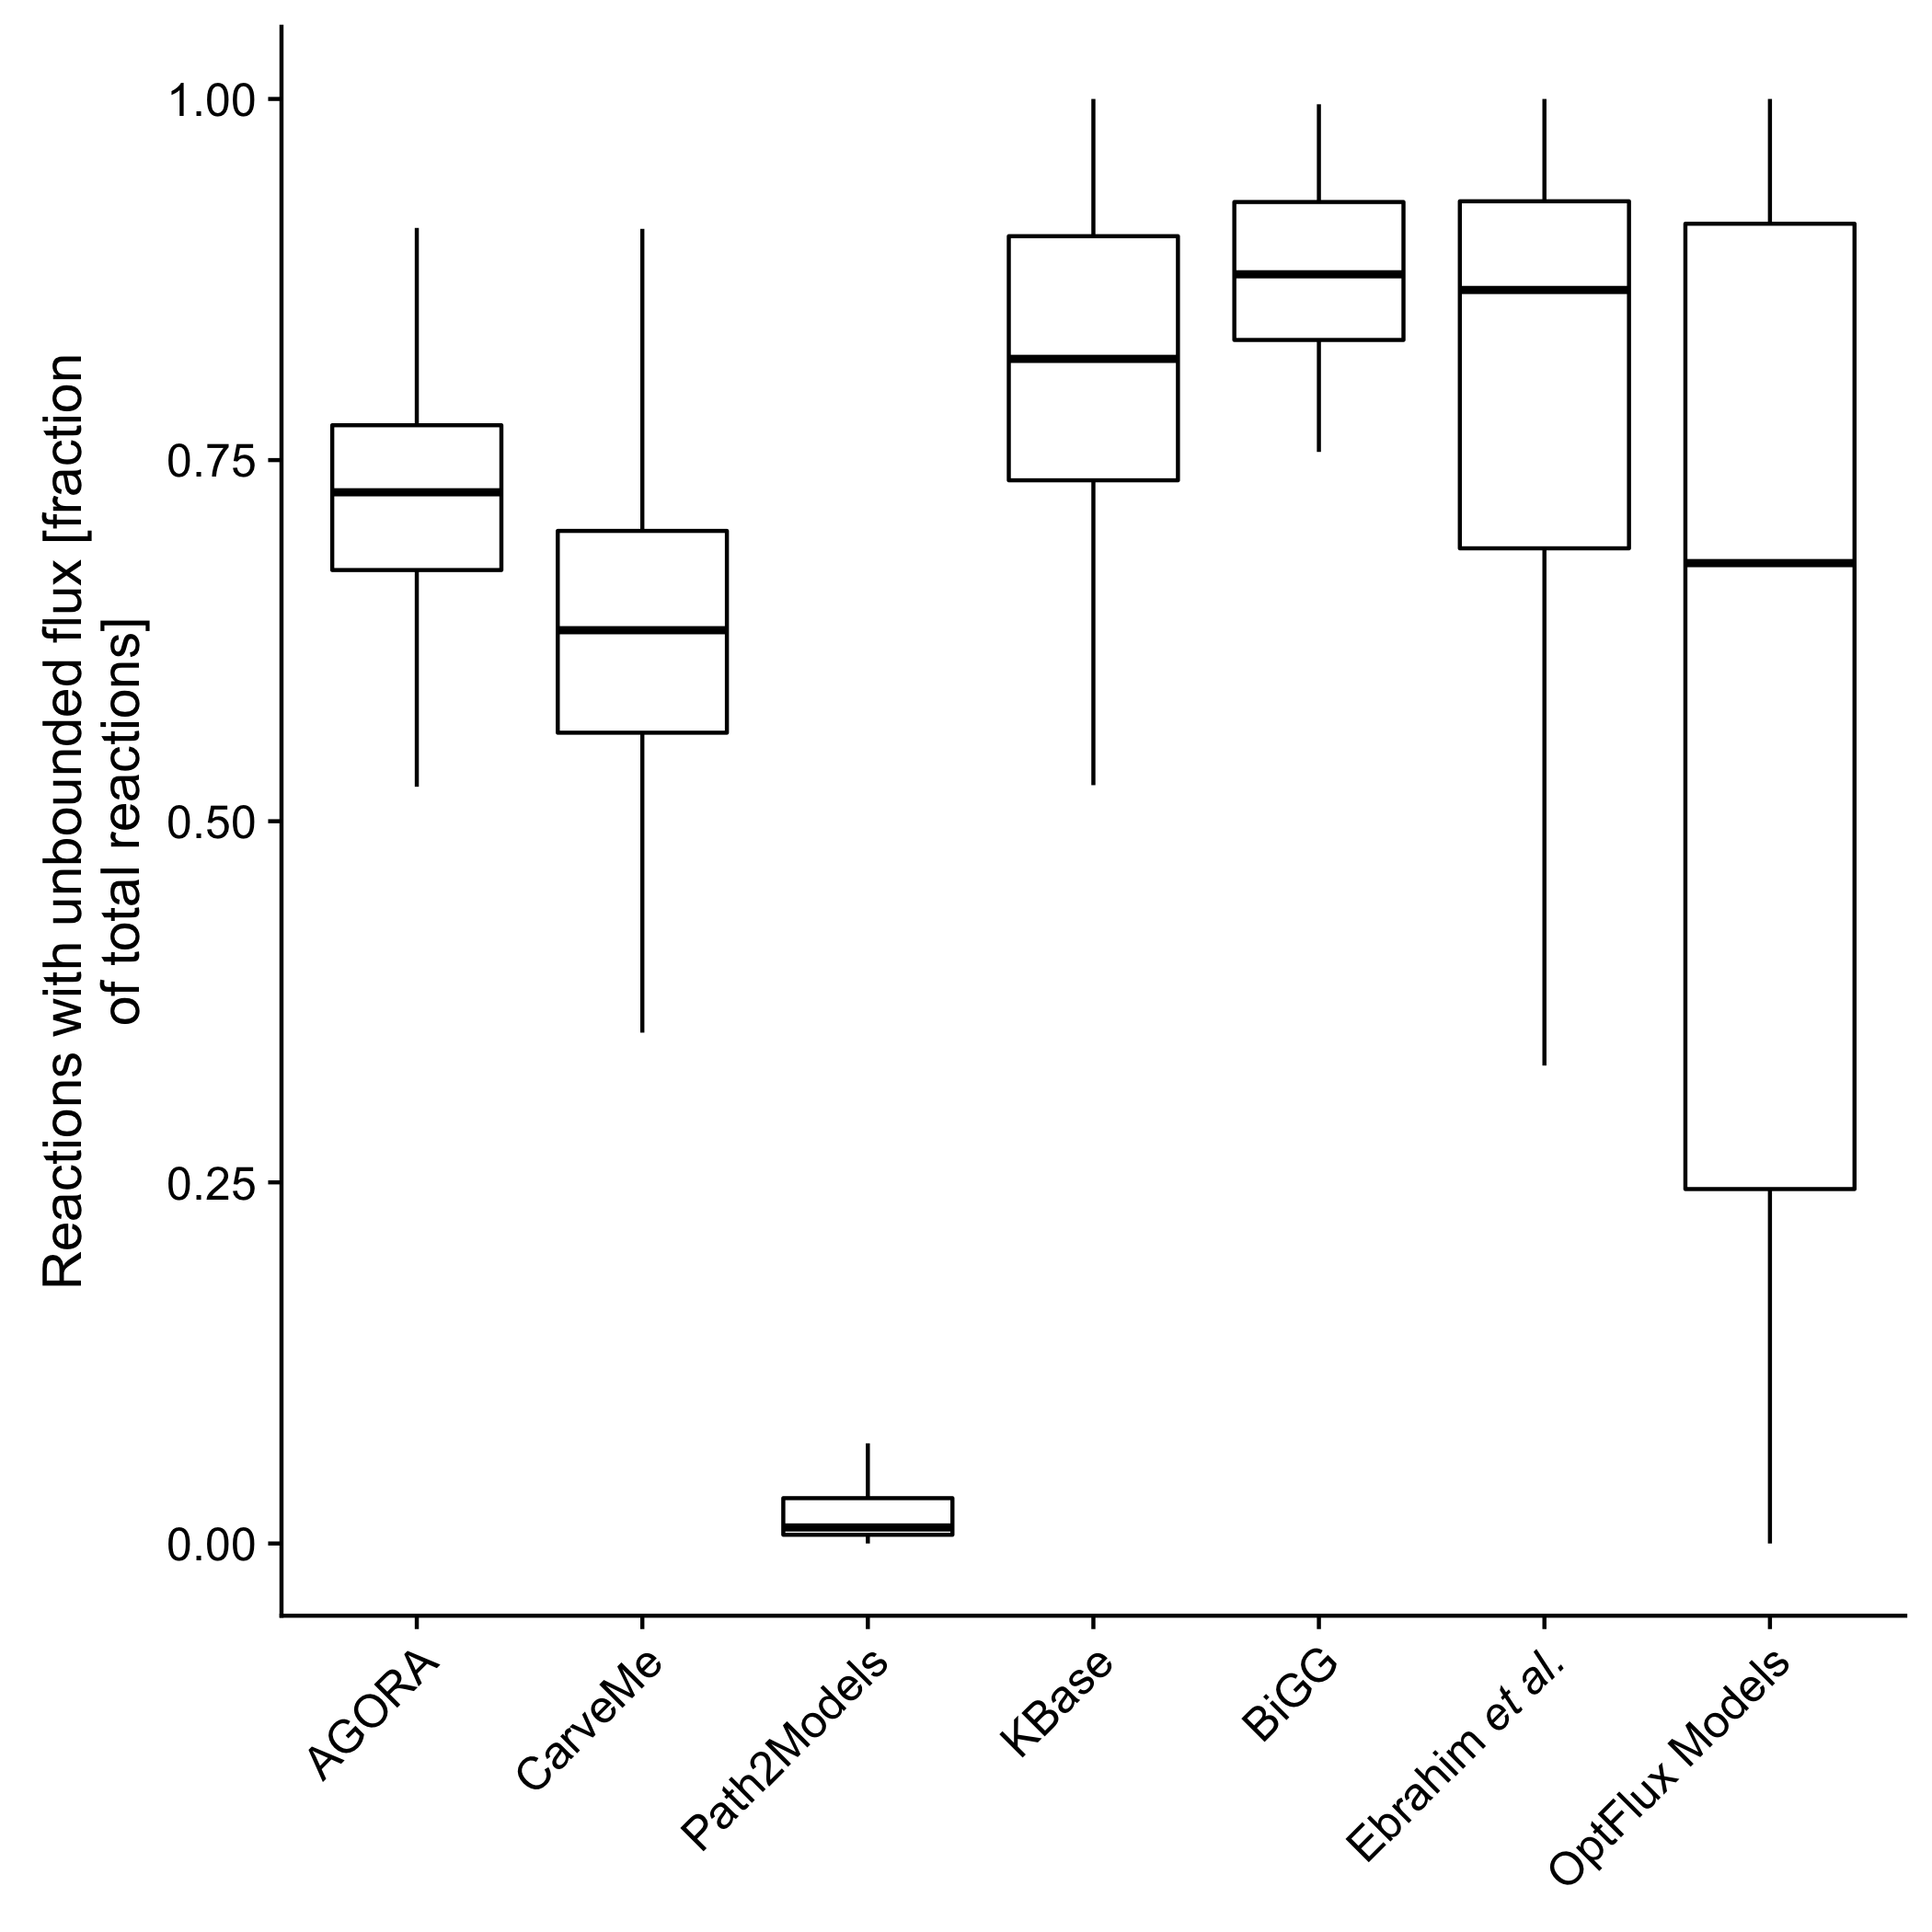 Reactions with unbounded flux [fraction
of total reactions]
1.00
0.75
0.50
0.25
0.00
AGORA
CarveMe
Path2Models
KBase
BiGG
Ebrahim et al.
OptFlux Models